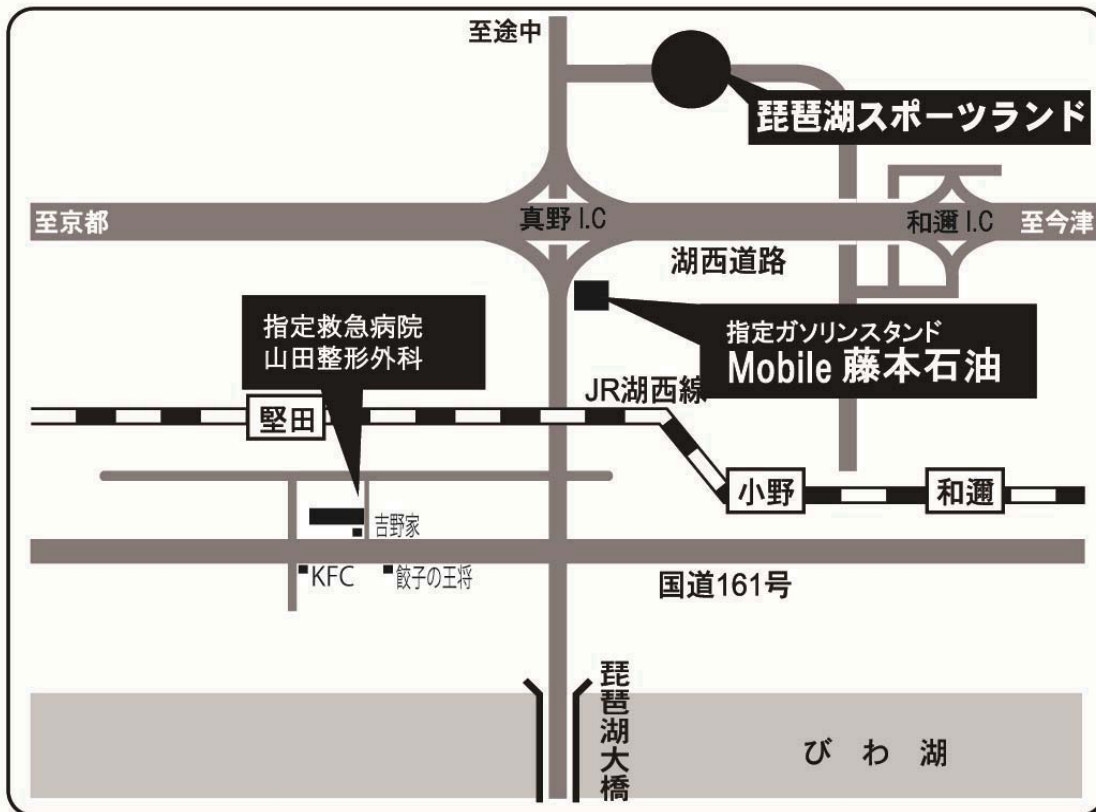 至途中
琵琶湖スポーツランド
至京都
真野 I.C
和邇 I.C
至今津
湖西道路
指定救急病院
山田整形外科
指定ガソリンスタンド
Mobile 藤本石油
JR湖西線
堅田
小野
和邇
吉野家
KFC
餃子の王将
国道161号
琵琶湖大橋
びわ湖